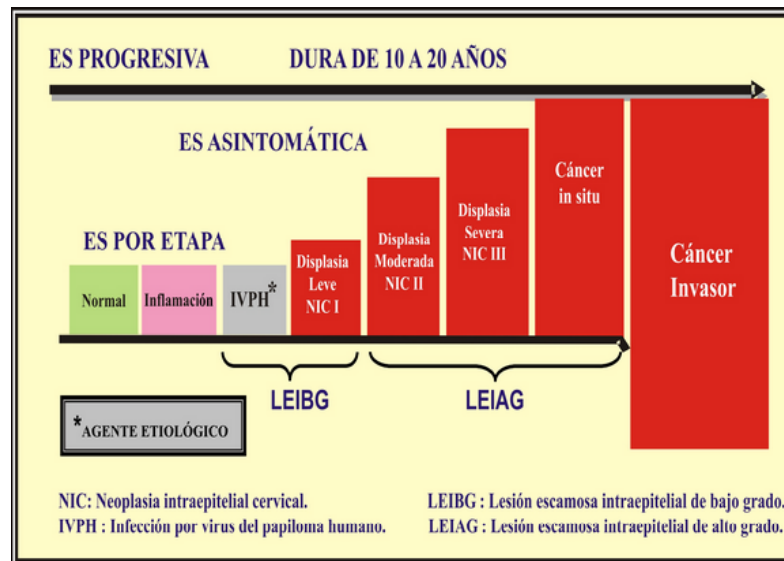 ES PROGRESIVA DURA DE 10 A 20 AÑOS
ES ASINTOMÁTICA
ES POR ETAPA
Normal
Inflamación
IVPH*
Displasia
Leve
NIC I
Displasia
Moderada
NIC II
Displasia
Severa
NIC III
Cáncer
in situ
Cáncer
Invasor
LEIBG
LEIAG
*AGENTE ETIOLÓGICO
NIC: Neoplasia intraepitelial cervical.
IVPH : Infección por virus del papiloma humano.
LEIBG : Lesión escamosa intraepitelial de bajo grado.
LEIAG : Lesión escamosa intraepitelial de alto grado.